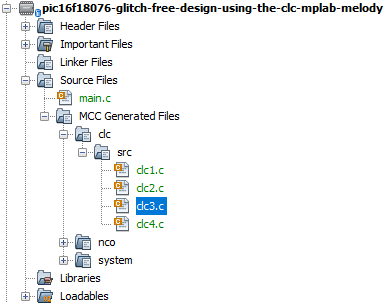 pic16f18076-glitch-free-design-using-the-clc-mplab-melody
Header Files
Important Files
Linker Files
Source Files
main.c
MCC Generated Files
clc
src
clc1.c
clc2.c
clc3.c
clc4.c
nco
system
Libraries
Loadables